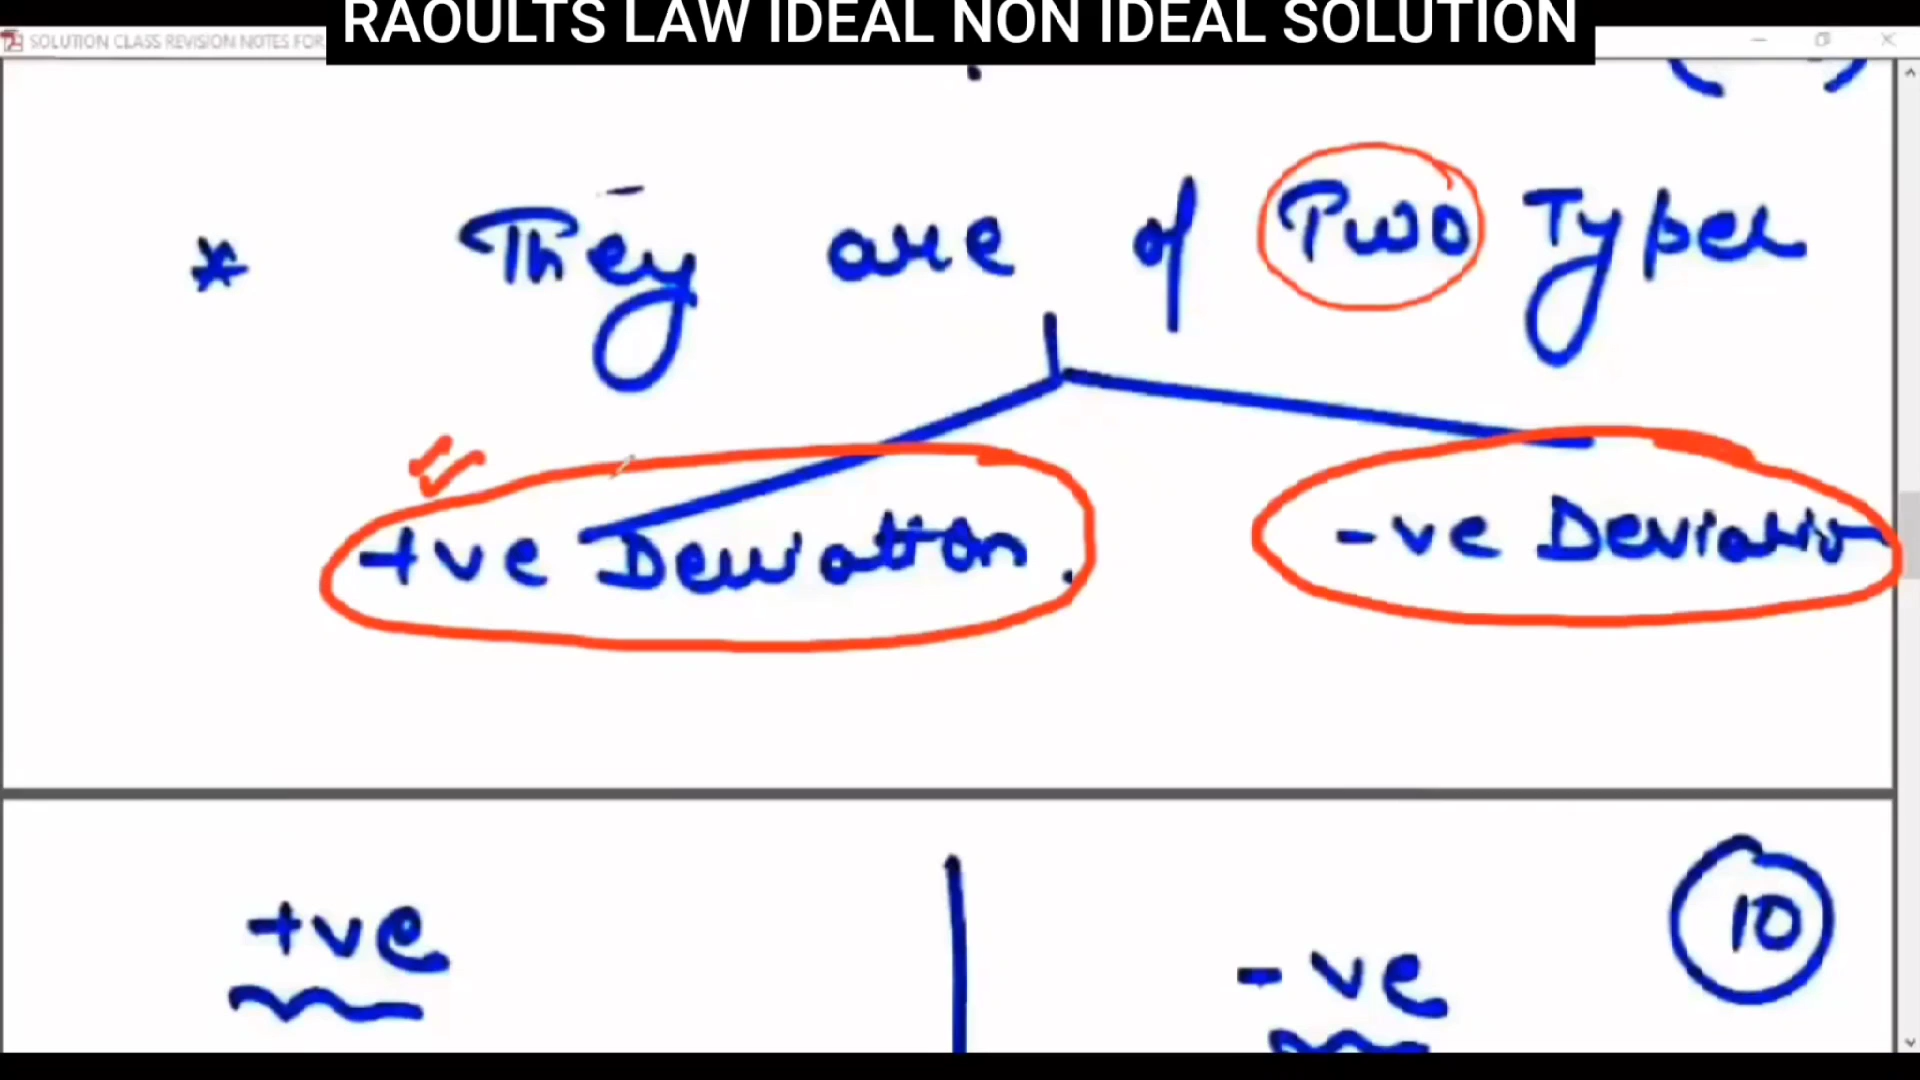 RAOULTS LAW IDEAL NON IDEAL SOLUTION
SOLUTION CLASS REVISION NOTES FOR
* They are of Two Types
+ve Deviation. -ve Deviation
10
+ve -ve